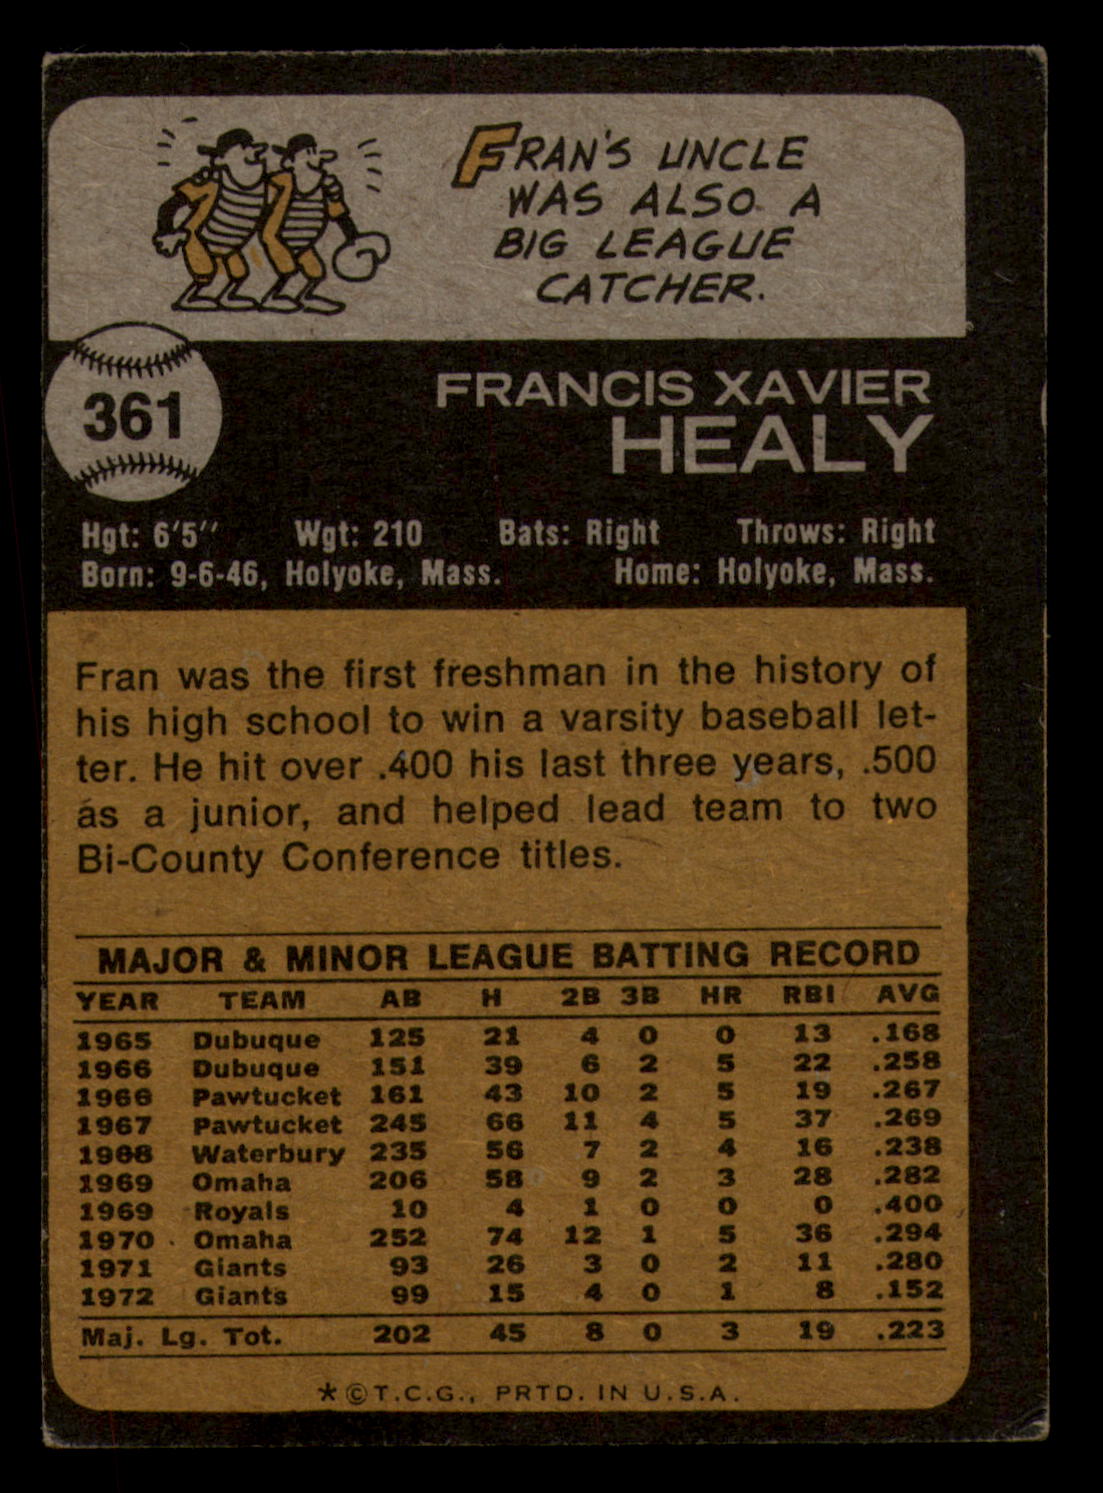 FRAN'S UNCLE
WAS ALSO A
BIG LEAGUE
CATCHER.
361
FRANCIS XAVIER
HEALY
Hgt: 6'5" Wgt: 210 Bats: Right Throws: Right
Born: 9-6-46, Holyoke, Mass. Home: Holyoke, Mass.
Fran was the first freshman in the history of
his high school to win a varsity baseball let-
ter. He hit over .400 his last three years, .500
as a junior, and helped lead team to two
Bi-County Conference titles.
MAJOR & MINOR LEAGUE BATTING RECORD
YEAR TEAM AB H 2B 3B HR RBI AVG
1965 Dubuque 125 21 4 0 0 13 .168
1966 Dubuque 151 39 6 2 5 22 .258
1966 Pawtucket 161 43 10 2 5 19 .267
1967 Pawtucket 245 66 11 4 5 37 .269
1968 Waterbury 235 56 7 2 4 16 .238
1969 Omaha 206 58 9 2 3 28 .282
1969 Royals 10 4 1 0 0 0 .400
1970 Omaha 252 74 12 1 5 36 .294
1971 Giants 93 26 3 0 2 11 .280
1972 Giants 99 15 4 0 1 8 .152
Maj. Lg. Tot. 202 45 8 0 3 19 .223
*©T.C.G., PRTD. IN U.S.A.